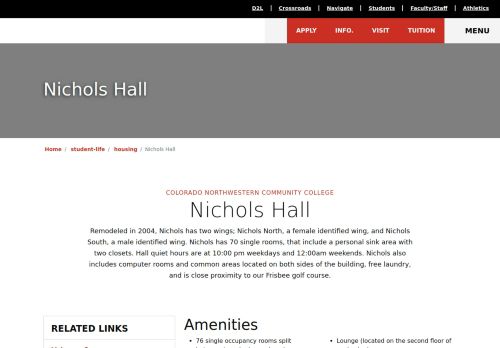 D2L | Crossroads | Navigate | Students | Faculty/Staff | Athletics
APPLY INFO. VISIT TUITION MENU
Nichols Hall
Home / student-life / housing / Nichols Hall
COLORADO NORTHWESTERN COMMUNITY COLLEGE
Nichols Hall
Remodeled in 2004, Nichols has two wings; Nichols North, a female identified wing, and Nichols
South, a male identified wing. Nichols has 70 single rooms, that include a personal sink area with
two closets. Hall quiet hours are at 10:00 pm weekdays and 12:00am weekends. Nichols also
includes computer rooms and common areas located on both sides of the building, free laundry,
and is close proximity to our Frisbee golf course.
RELATED LINKS
Amenities
• 76 single occupancy rooms split
• Lounge (located on the second floor of